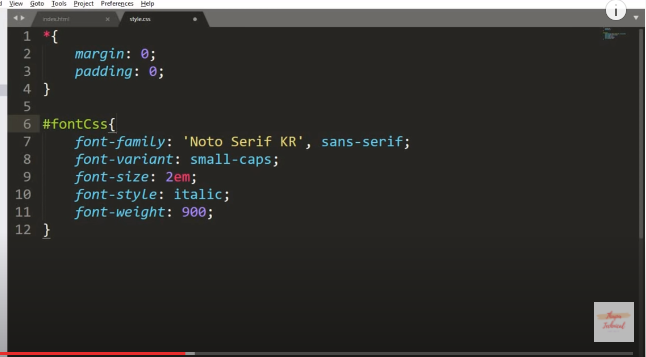 View Goto Tools Project Preferences Help
index.html × style.css
1 *{
2     margin: 0;
3     padding: 0;
4 }
5
6 #fontCss{
7     font-family: 'Noto Serif KR', sans-serif;
8     font-variant: small-caps;
9     font-size: 2em;
10     font-style: italic;
11     font-weight: 900;
12 }